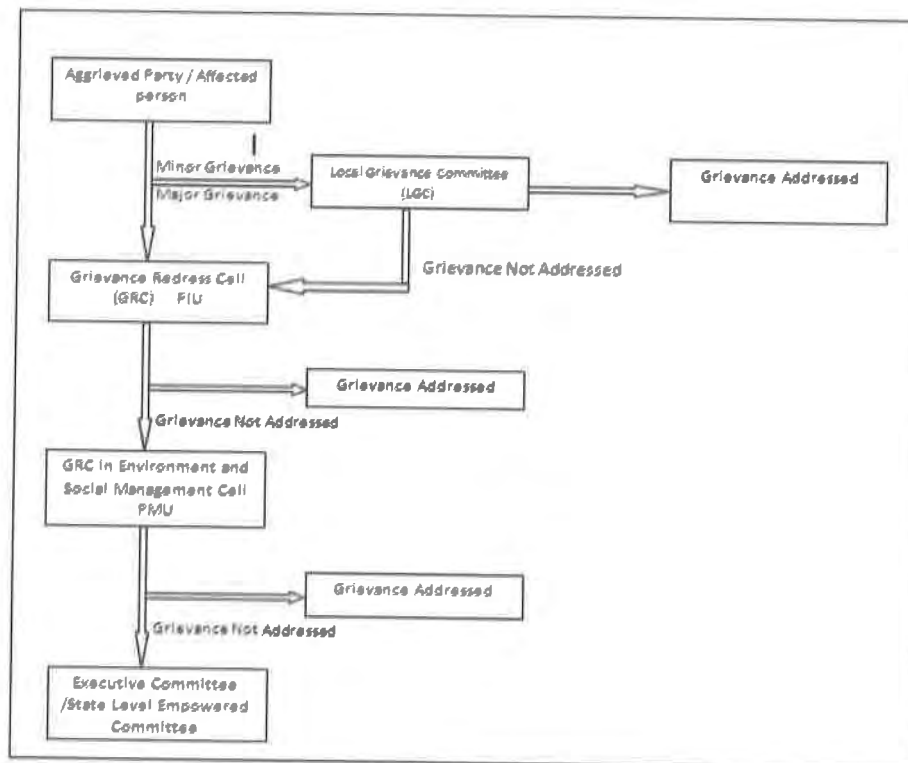 Aggrieved Party / Affected
person
Minor Grievance
Major Grievance
Local Grievance Committee
(LGC)
Grievance Addressed
Grievance Not Addressed
Grievance Redress Cell
(GRC) PIU
Grievance Addressed
Grievance Not Addressed
GRC in Environment and
Social Management Cell
PMU
Grievance Addressed
Grievance Not Addressed
Executive Committee
/State Level Empowered
Committee